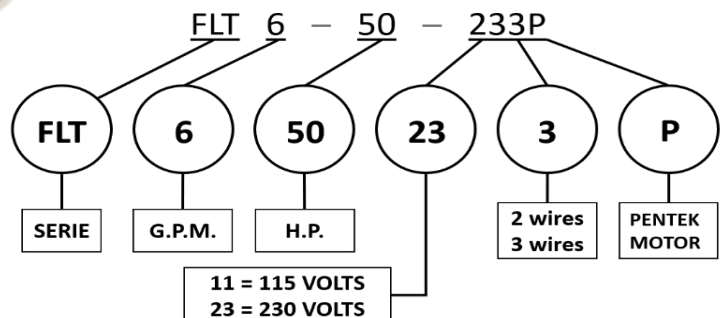 FLT 6 – 50 – 233P
FLT 6 50 23 3 P
SERIE
G.P.M.
H.P.
2 wires
3 wires
PENTEK
MOTOR
11 = 115 VOLTS
23 = 230 VOLTS